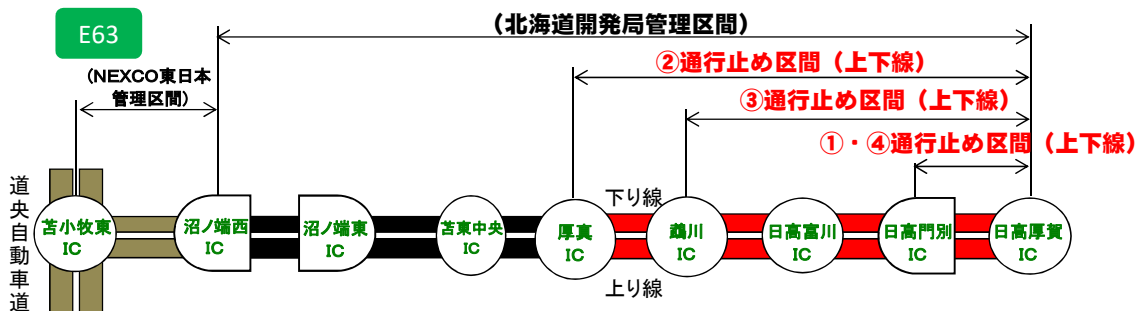 E63
(北海道開発局管理区間)
(NEXCO東日本
管理区間)
②通行止め区間(上下線)
③通行止め区間(上下線)
①・④通行止め区間(上下線)
道央自動車道
下り線
苫小牧東
IC
沼ノ端西
IC
沼ノ端東
IC
苫東中央
IC
厚真
IC
鵡川
IC
日高富川
IC
日高門別
IC
日高厚賀
IC
上り線